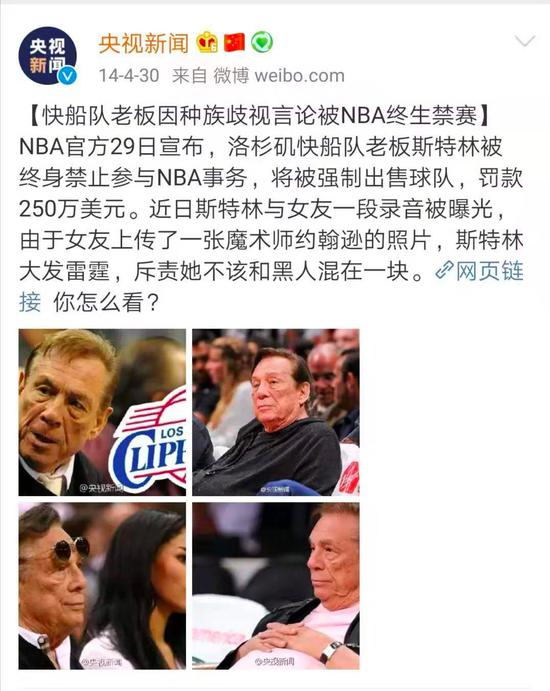 央视新闻
央视
新闻
14-4-30 来自 微博 weibo.com
【快船队老板因种族歧视言论被NBA终生禁赛】
NBA官方29日宣布，洛杉矶快船队老板斯特林被
终身禁止参与NBA事务，将被强制出售球队，罚款
250万美元。近日斯特林与女友一段录音被曝光，
由于女友上传了一张魔术师约翰逊的照片，斯特林
大发雷霆，斥责她不该和黑人混在一块。网页链
接 你怎么看？
LOS
CLIPP
@央视新闻
@央视新闻
@央视新闻
@央视新闻